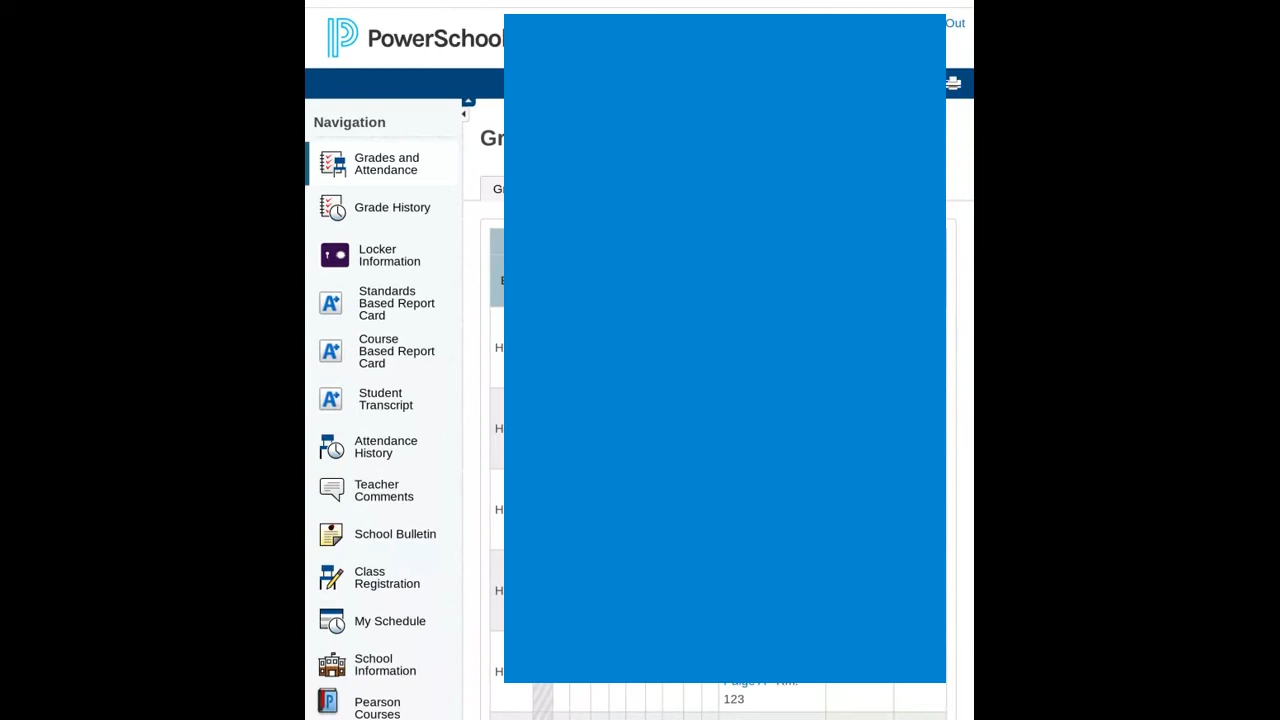 PowerSchool
Out
Navigation
Gr
Grades and
Attendance
Grade History
Locker
Information
Standards
Based Report
Card
Course
Based Report
Card
Student
Transcript
Attendance
History
Teacher
Comments
School Bulletin
Class
Registration
My Schedule
School
Information
Pearson
Courses
H
H
H
H
H
123